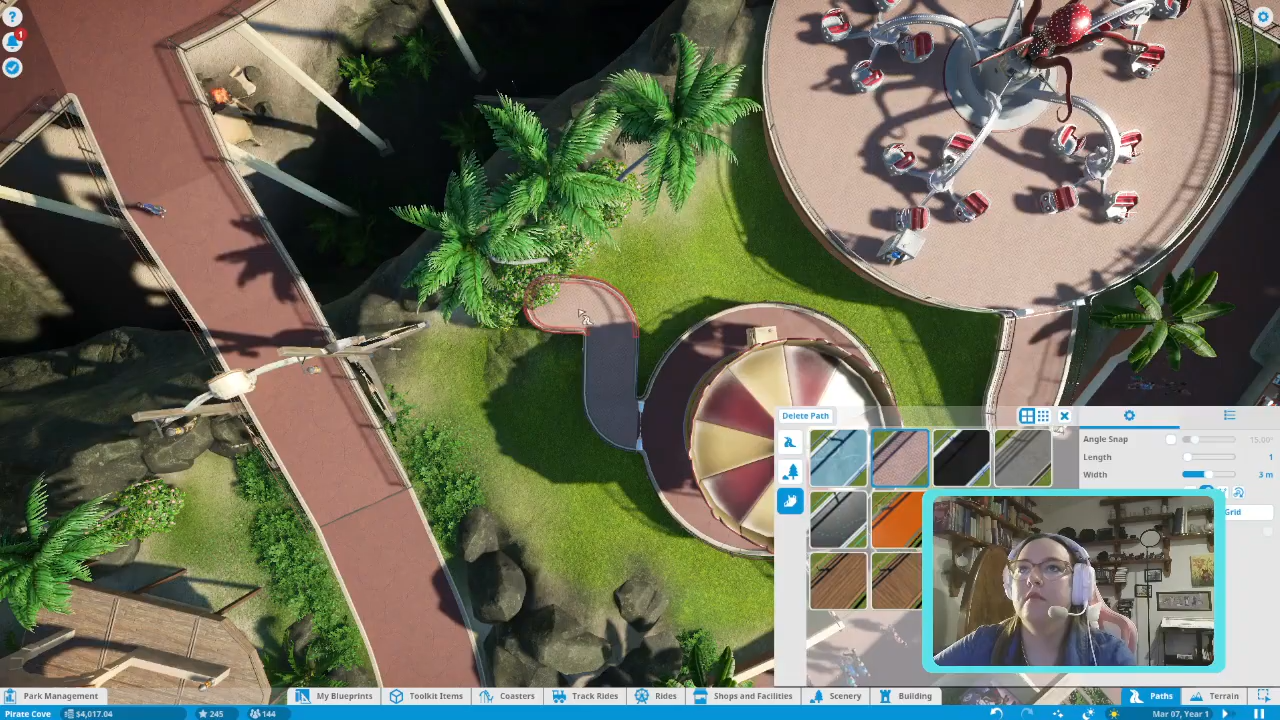 ?
1
Delete Path
Angle Snap 15.00°
Length 1
Width 3 m
Grid
Park Management
My Blueprints
Toolkit Items
Coasters
Track Rides
Rides
Shops and Facilities
Scenery
Building
Paths
Terrain
Pirate Cove
$4,017.04
245
144
Mar 07, Year 1